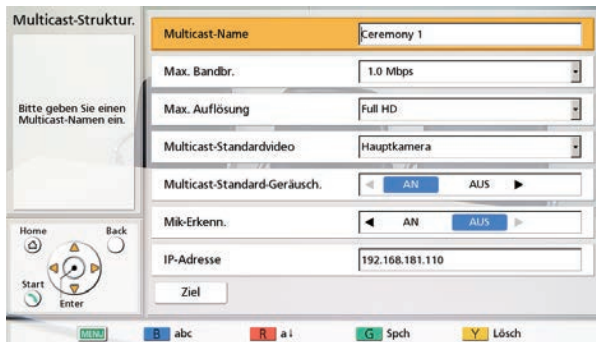 Multicast-Struktur.
Bitte geben Sie einen
Multicast-Namen ein.
Multicast-Name Ceremony 1
Max. Bandbr. 1.0 Mbps
Max. Auflösung Full HD
Multicast-Standardvideo Hauptkamera
Multicast-Standard-Geräusch. AN AUS
Mik-Erkenn. AN AUS
IP-Adresse 192.168.181.110
Ziel
Home Back
Start
Enter
MENU B abc R a↓ G Spch Y Lösch